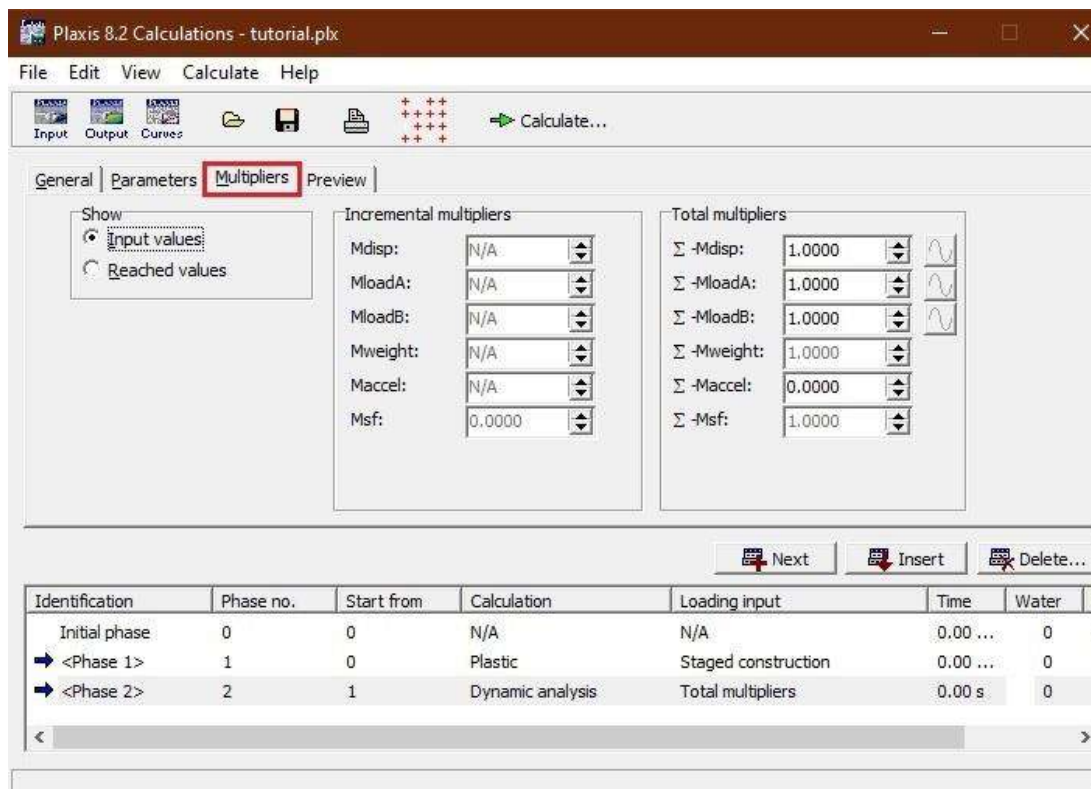 Plaxis 8.2 Calculations - tutorial.plx
File Edit View Calculate Help
Input Output Curves Calculate...
General Parameters Multipliers Preview
Show
Input values
Reached values
Incremental multipliers
Mdisp: N/A
MloadA: N/A
MloadB: N/A
Mweight: N/A
Maccel: N/A
Msf: 0.0000
Total multipliers
Σ -Mdisp: 1.0000
Σ -MloadA: 1.0000
Σ -MloadB: 1.0000
Σ -Mweight: 1.0000
Σ -Maccel: 0.0000
Σ -Msf: 1.0000
Next Insert Delete...
Identification Phase no. Start from Calculation Loading input Time Water
Initial phase 0 0 N/A N/A 0.00 ... 0
<Phase 1> 1 0 Plastic Staged construction 0.00 ... 0
<Phase 2> 2 1 Dynamic analysis Total multipliers 0.00 s 0